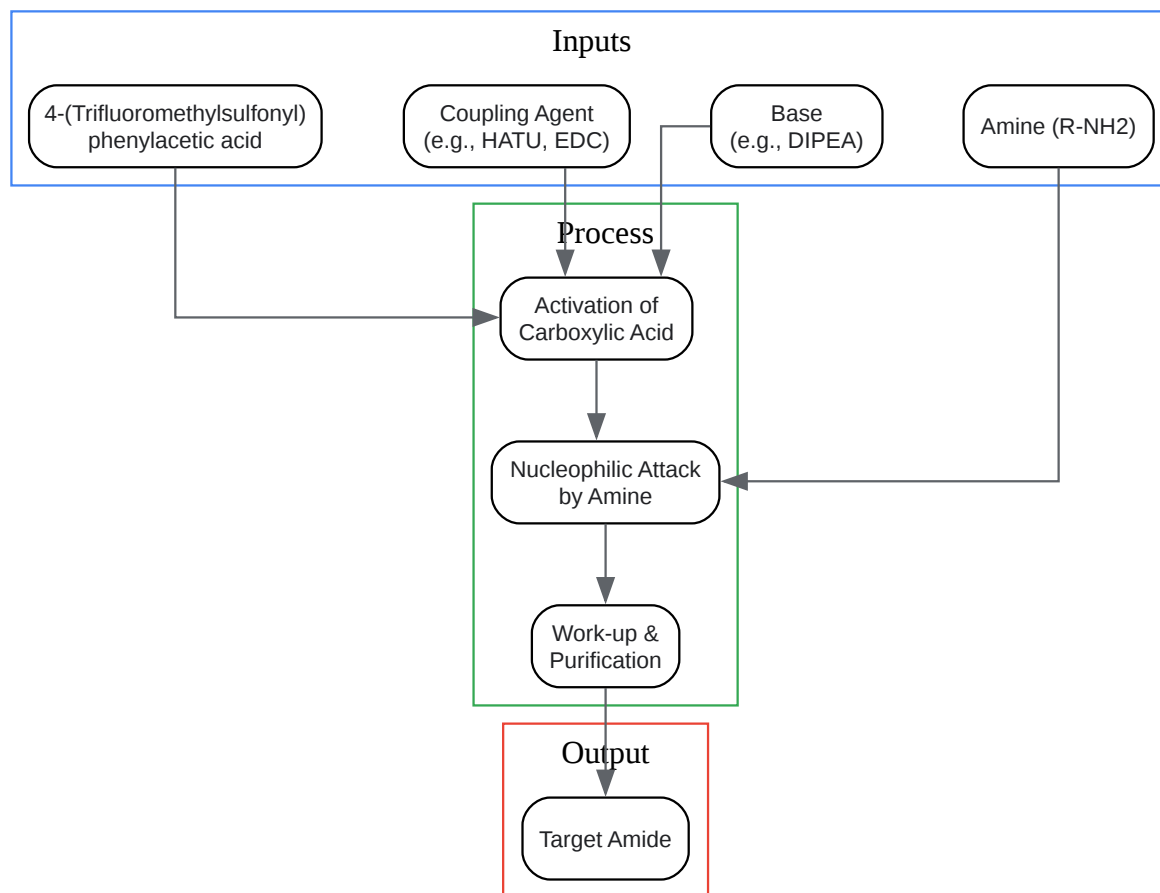 Inputs
4-(Trifluoromethylsulfonyl)
phenylacetic acid
Coupling Agent
(e.g., HATU, EDC)
Base
(e.g., DIPEA)
Amine (R-NH2)
Process
Activation of
Carboxylic Acid
Nucleophilic Attack
by Amine
Work-up &
Purification
Output
Target Amide